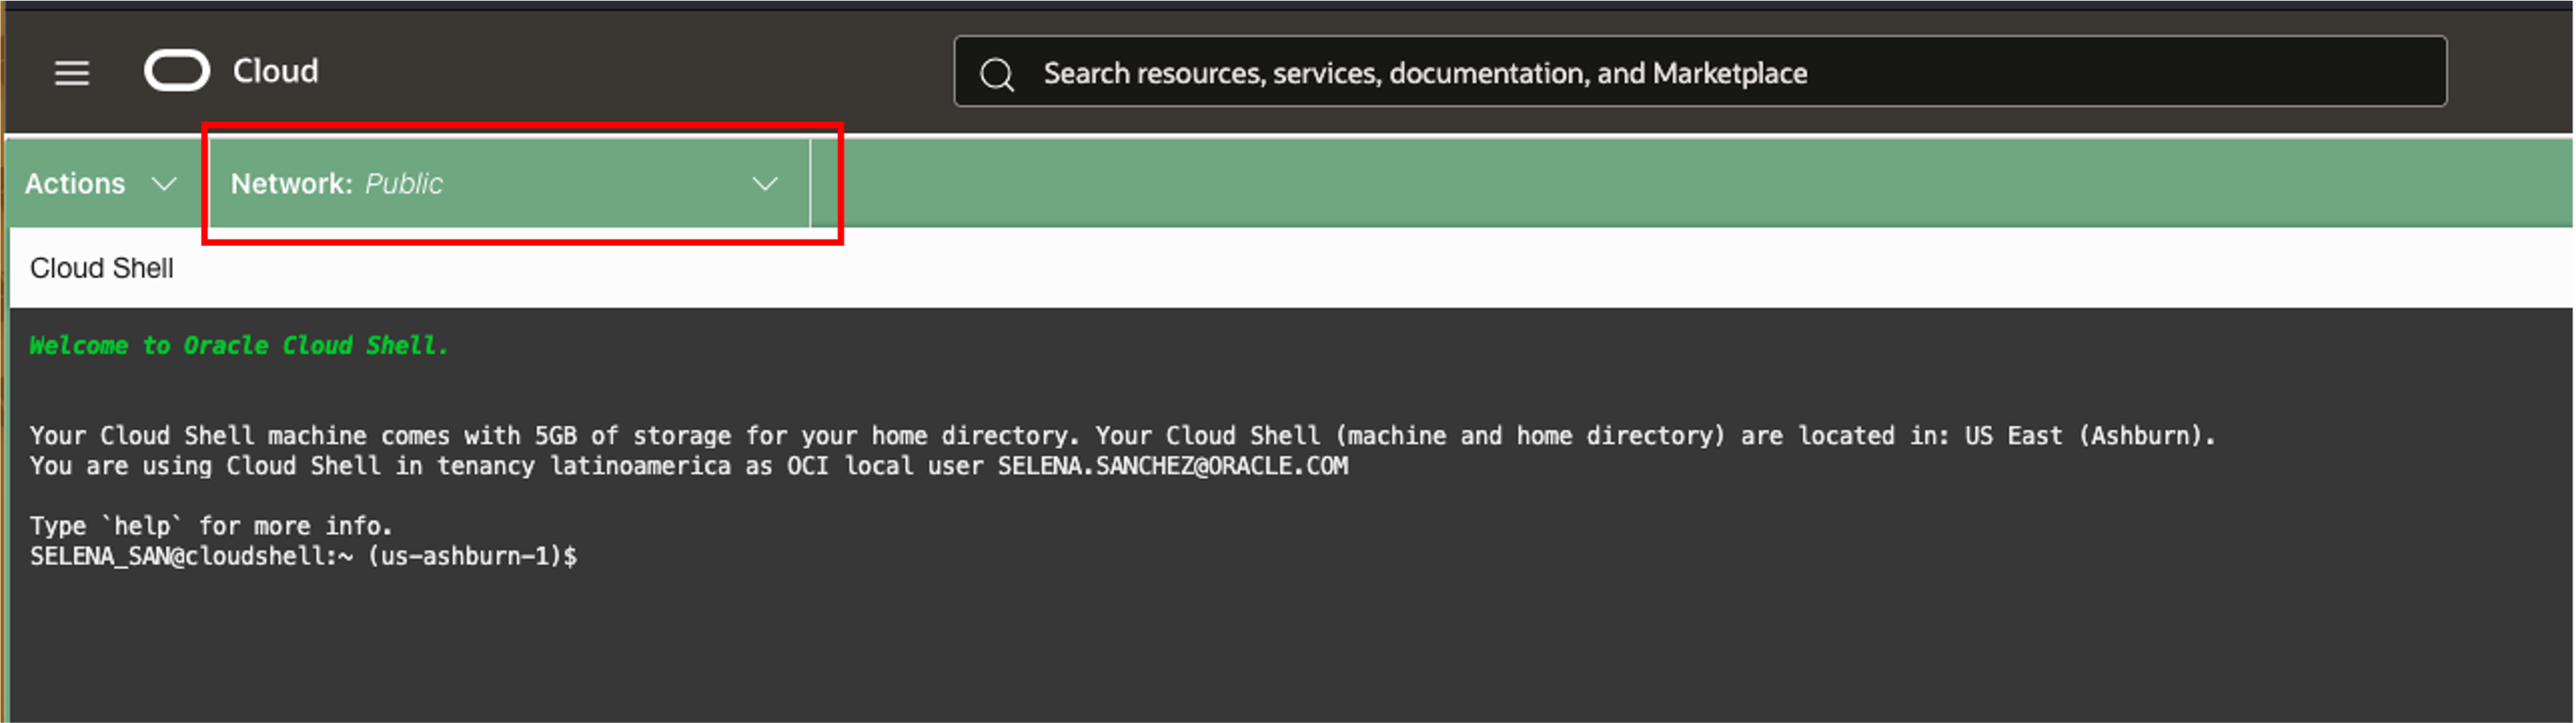 Cloud
Search resources, services, documentation, and Marketplace
Actions
Network: Public
Cloud Shell
Welcome to Oracle Cloud Shell.
Your Cloud Shell machine comes with 5GB of storage for your home directory. Your Cloud Shell (machine and home directory) are located in: US East (Ashburn).
You are using Cloud Shell in tenancy latinoamerica as OCI local user SELENA.SANCHEZ@ORACLE.COM
Type `help` for more info.
SELENA_SAN@cloudshell:~ (us-ashburn-1)$